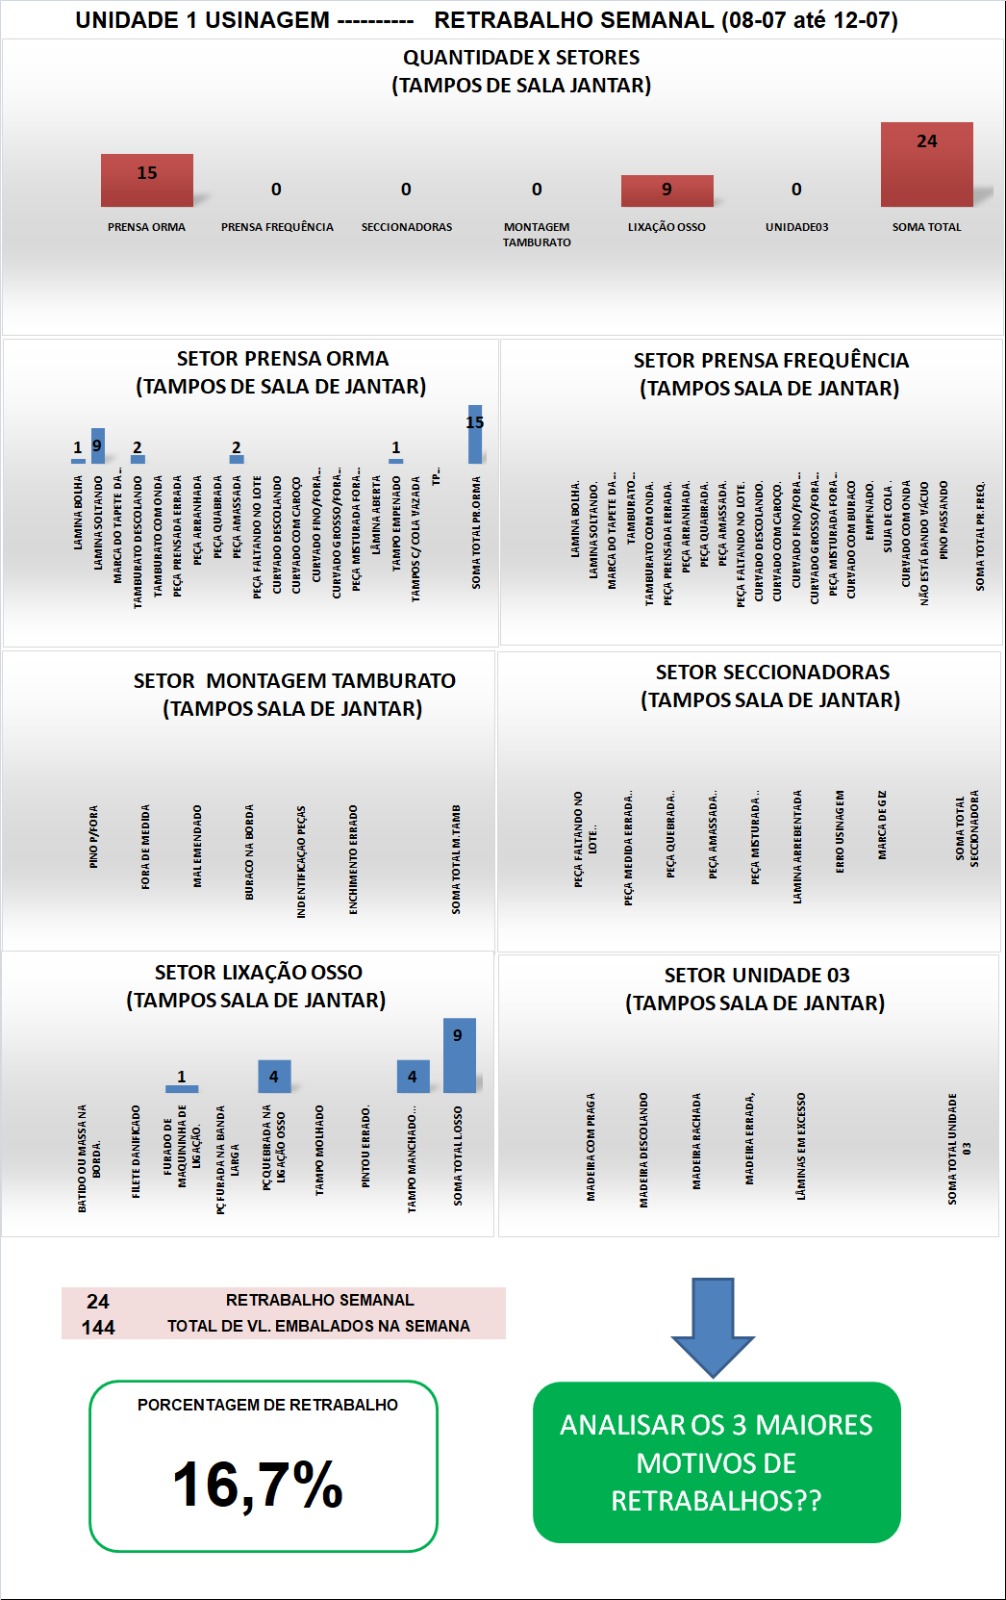 UNIDADE 1 USINAGEM ---------- RETRABALHO SEMANAL (08-07 até 12-07)
QUANTIDADE X SETORES
(TAMPOS DE SALA JANTAR)
15
0
0
0
9
0
24
PRENSA ORMA
PRENSA FREQUÊNCIA
SECCIONADORAS
MONTAGEM
TAMBURATO
LIXAÇÃO OSSO
UNIDADE03
SOMA TOTAL
SETOR PRENSA ORMA
(TAMPOS DE SALA DE JANTAR)
1
9
2
2
1
15
LAMINA BOLHA
LAMINA SOLTANDO
MARCA DO TAPETE DA...
TAMBURATO DESCOLANDO
TAMBURATO COM ONDA
PEÇA PRENSADA ERRADA
PEÇA ARRANHADA
PEÇA QUABRADA
PEÇA AMASSADA
PEÇA FALTANDO NO LOTE
CURVADO DESCOLANDO
CURVADO COM CAROÇO
CURVADO FINO/FORA...
CURVADO GROSSO/FORA...
PEÇA MISTURADA FORA...
LÂMINA ABERTA
TAMPO EMPENADO
TAMPOS C/ COLA VAZADA
TP...
SOMA TOTAL PR.ORMA
SETOR PRENSA FREQUÊNCIA
(TAMPOS SALA DE JANTAR)
LAMINA BOLHA.
LAMINA SOLTANDO.
MARCA DO TAPETE DA...
TAMBURATO...
TAMBURATO COM ONDA.
PEÇA PRENSADA ERRADA.
PEÇA ARRANHADA.
PEÇA QUABRADA.
PEÇA AMASSADA.
PEÇA FALTANDO NO LOTE.
CURVADO DESCOLANDO.
CURVADO COM CAROÇO.
CURVADO FINO/FORA...
CURVADO GROSSO/FORA...
PEÇA MISTURADA FORA...
CURVADO COM BURACO
EMPENADO.
SUJA DE COLA .
CURVADO COM ONDA
NÃO ESTÁ DANDO VÁCUO
PINO PASSANDO
SOMA TOTAL PR. FREQ.
SETOR MONTAGEM TAMBURATO
(TAMPOS SALA DE JANTAR)
PINO P/FORA
FORA DE MEDIDA
MAL EMENDADO
BURACO NA BORDA
INDENTIFICAÇAO PEÇAS
ENCHIMENTO ERRADO
SOMA TOTAL M.TAMB
SETOR SECCIONADORAS
(TAMPOS SALA DE JANTAR)
PEÇA FALTANDO NO
LOTE..
PEÇA MEDIDA ERRADA..
PEÇA QUEBRADA..
PEÇA AMASSADA..
PEÇA MISTURADA ..
LAMINA ARREBENTADA
ERRO USINAGEM
MARCA DE GIZ
SOMA TOTAL
SECCIONADORA
SETOR LIXAÇÃO OSSO
(TAMPOS SALA DE JANTAR)
1
4
4
9
BATIDO OU MASSA NA
BORDA.
FILETE DANIFICADO
FURADO DE
MAQUININHA DE
LIGAÇÃO.
PÇ FURADA NA BANDA
LARGA
PÇ QUEBRADA NA
LIGAÇÃO OSSO
TAMPO MOLHADO
PINTOU ERRADO.
TAMPO MANCHADO...
SOMA TOTAL LOSSO
SETOR UNIDADE 03
(TAMPOS SALA DE JANTAR)
MADEIRA COM PRAGA
MADEIRA DESCOLANDO
MADEIRA RACHADA
MADEIRA ERRADA,
LÂMINAS EM EXCESSO
SOMA TOTAL UNIDADE
03
24 RETRABALHO SEMANAL
144 TOTAL DE VL. EMBALADOS NA SEMANA
PORCENTAGEM DE RETRABALHO
16,7%
ANALISAR OS 3 MAIORES
MOTIVOS DE
RETRABALHOS??